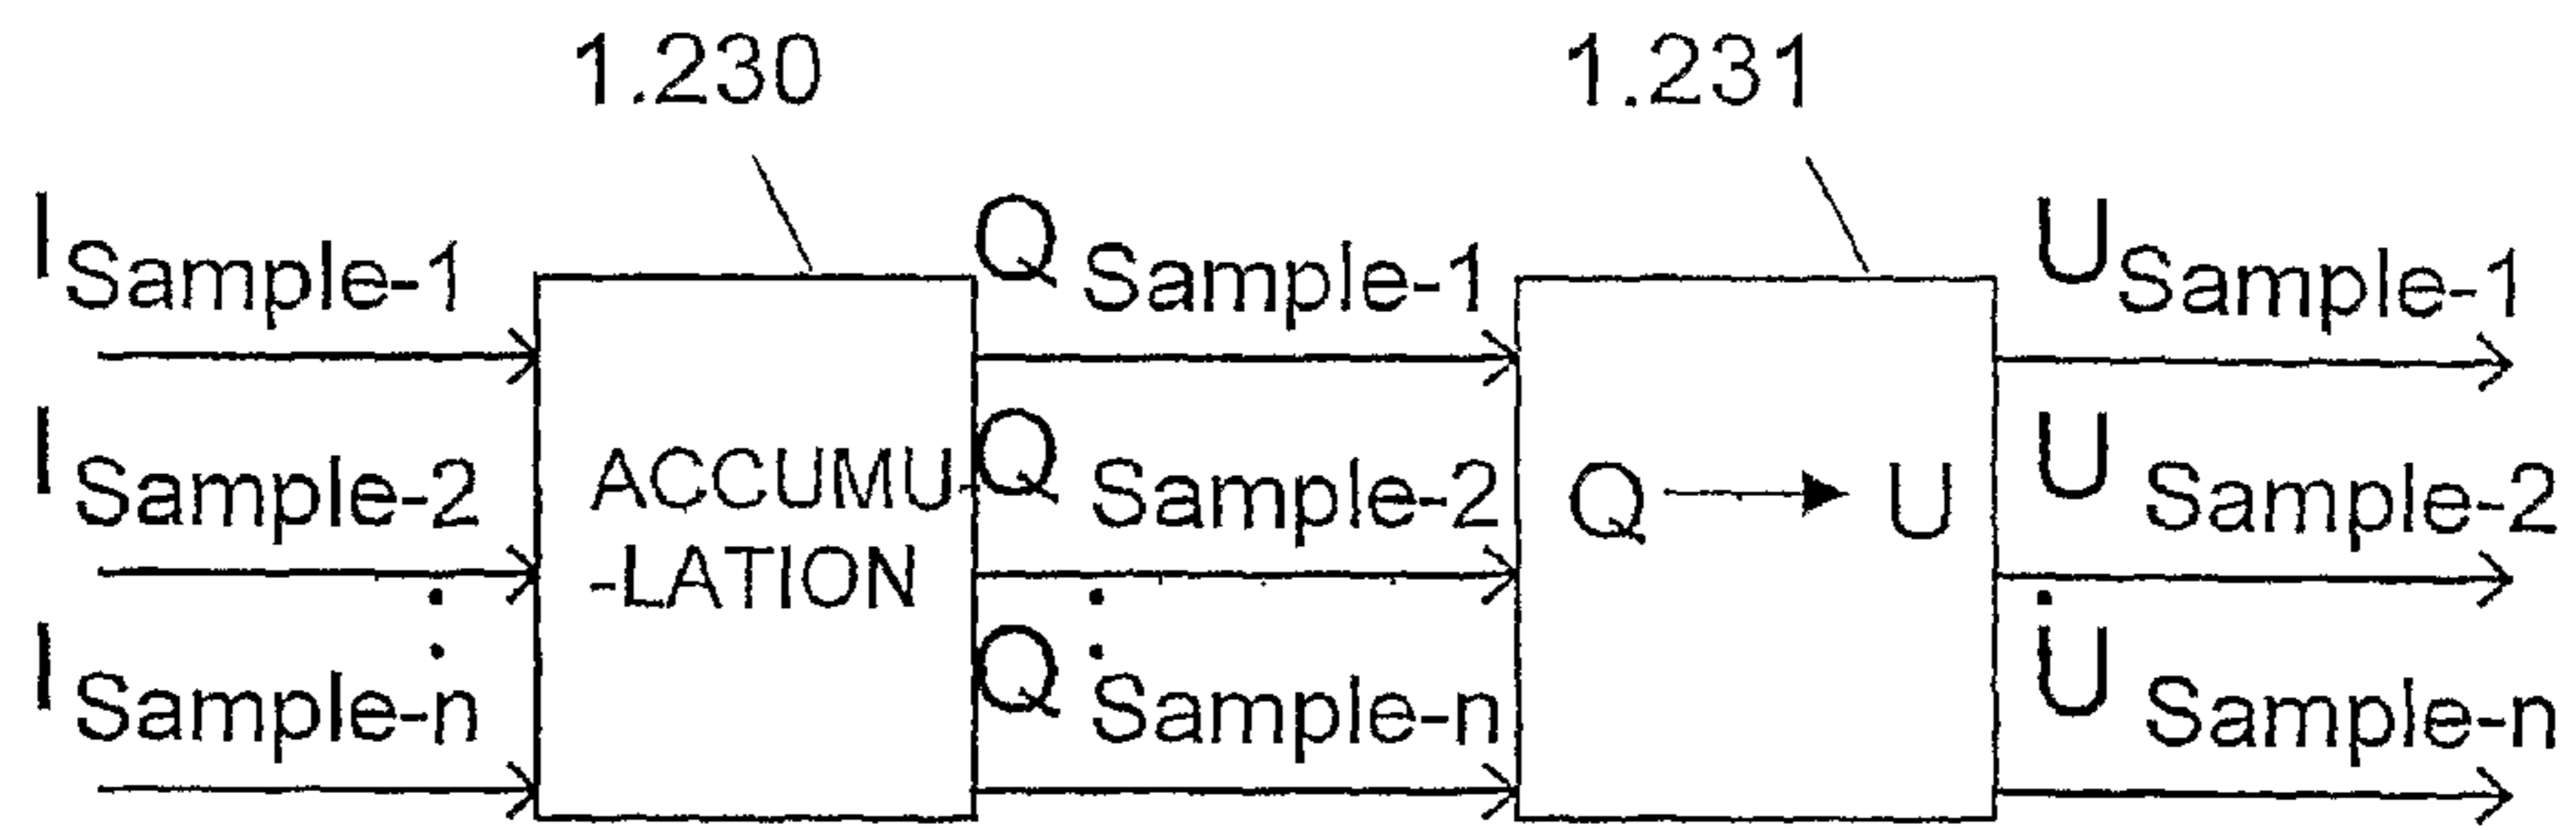 1.230 1.231
I Sample-1 Q Sample-1 U Sample-1
I Sample-2 ACCUMU- Q Sample-2 Q → U U Sample-2
-LATION
I Sample-n Q Sample-n U Sample-n